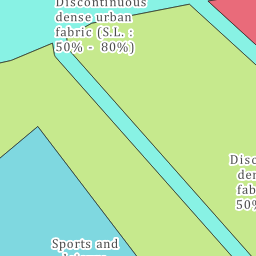 Discontinuous
dense urban
fabric (S.L. :
50% - 80%)
Disc
den
fab
50%
Sports and